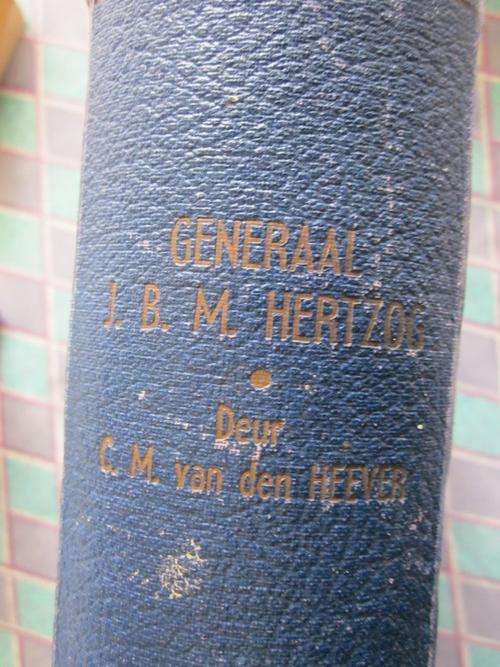 GENERAAL
J. B. M. HERTZOG
Deur
C. M. van den HEEVER